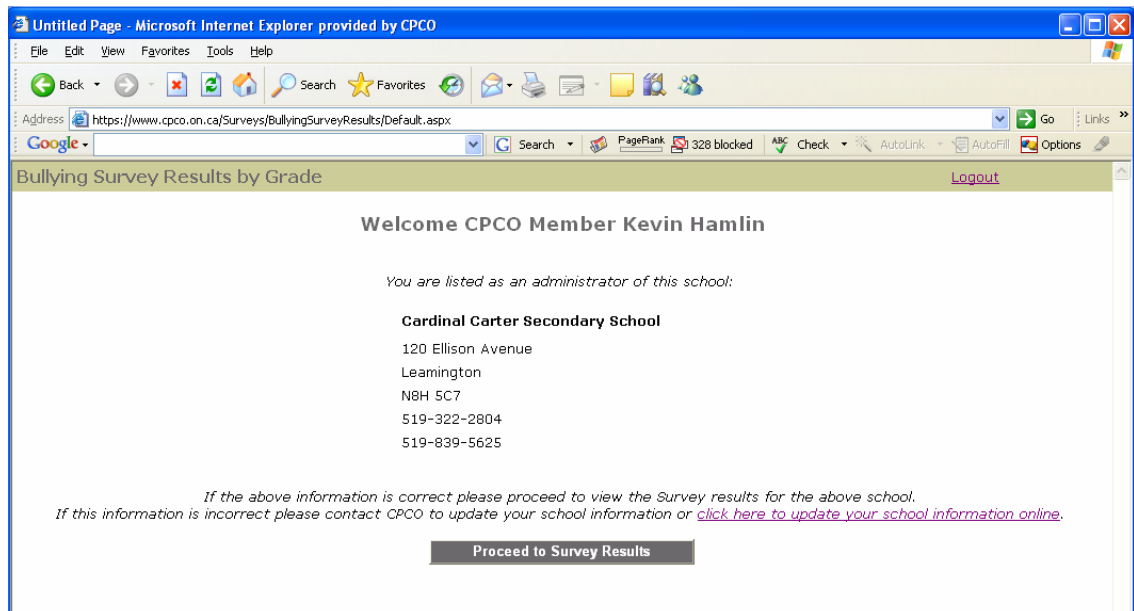 Untitled Page - Microsoft Internet Explorer provided by CPCO
File Edit View Favorites Tools Help
Back Search Favorites
Address https://www.cpco.on.ca/Surveys/BullyingSurveyResults/Default.aspx Go Links »
Google G Search PageRank 328 blocked ABC Check AutoLink AutoFill Options
Bullying Survey Results by Grade Logout
Welcome CPCO Member Kevin Hamlin
You are listed as an administrator of this school:
Cardinal Carter Secondary School
120 Ellison Avenue
Leamington
N8H 5C7
519-322-2804
519-839-5625
If the above information is correct please proceed to view the Survey results for the above school.
If this information is incorrect please contact CPCO to update your school information or click here to update your school information online.
Proceed to Survey Results